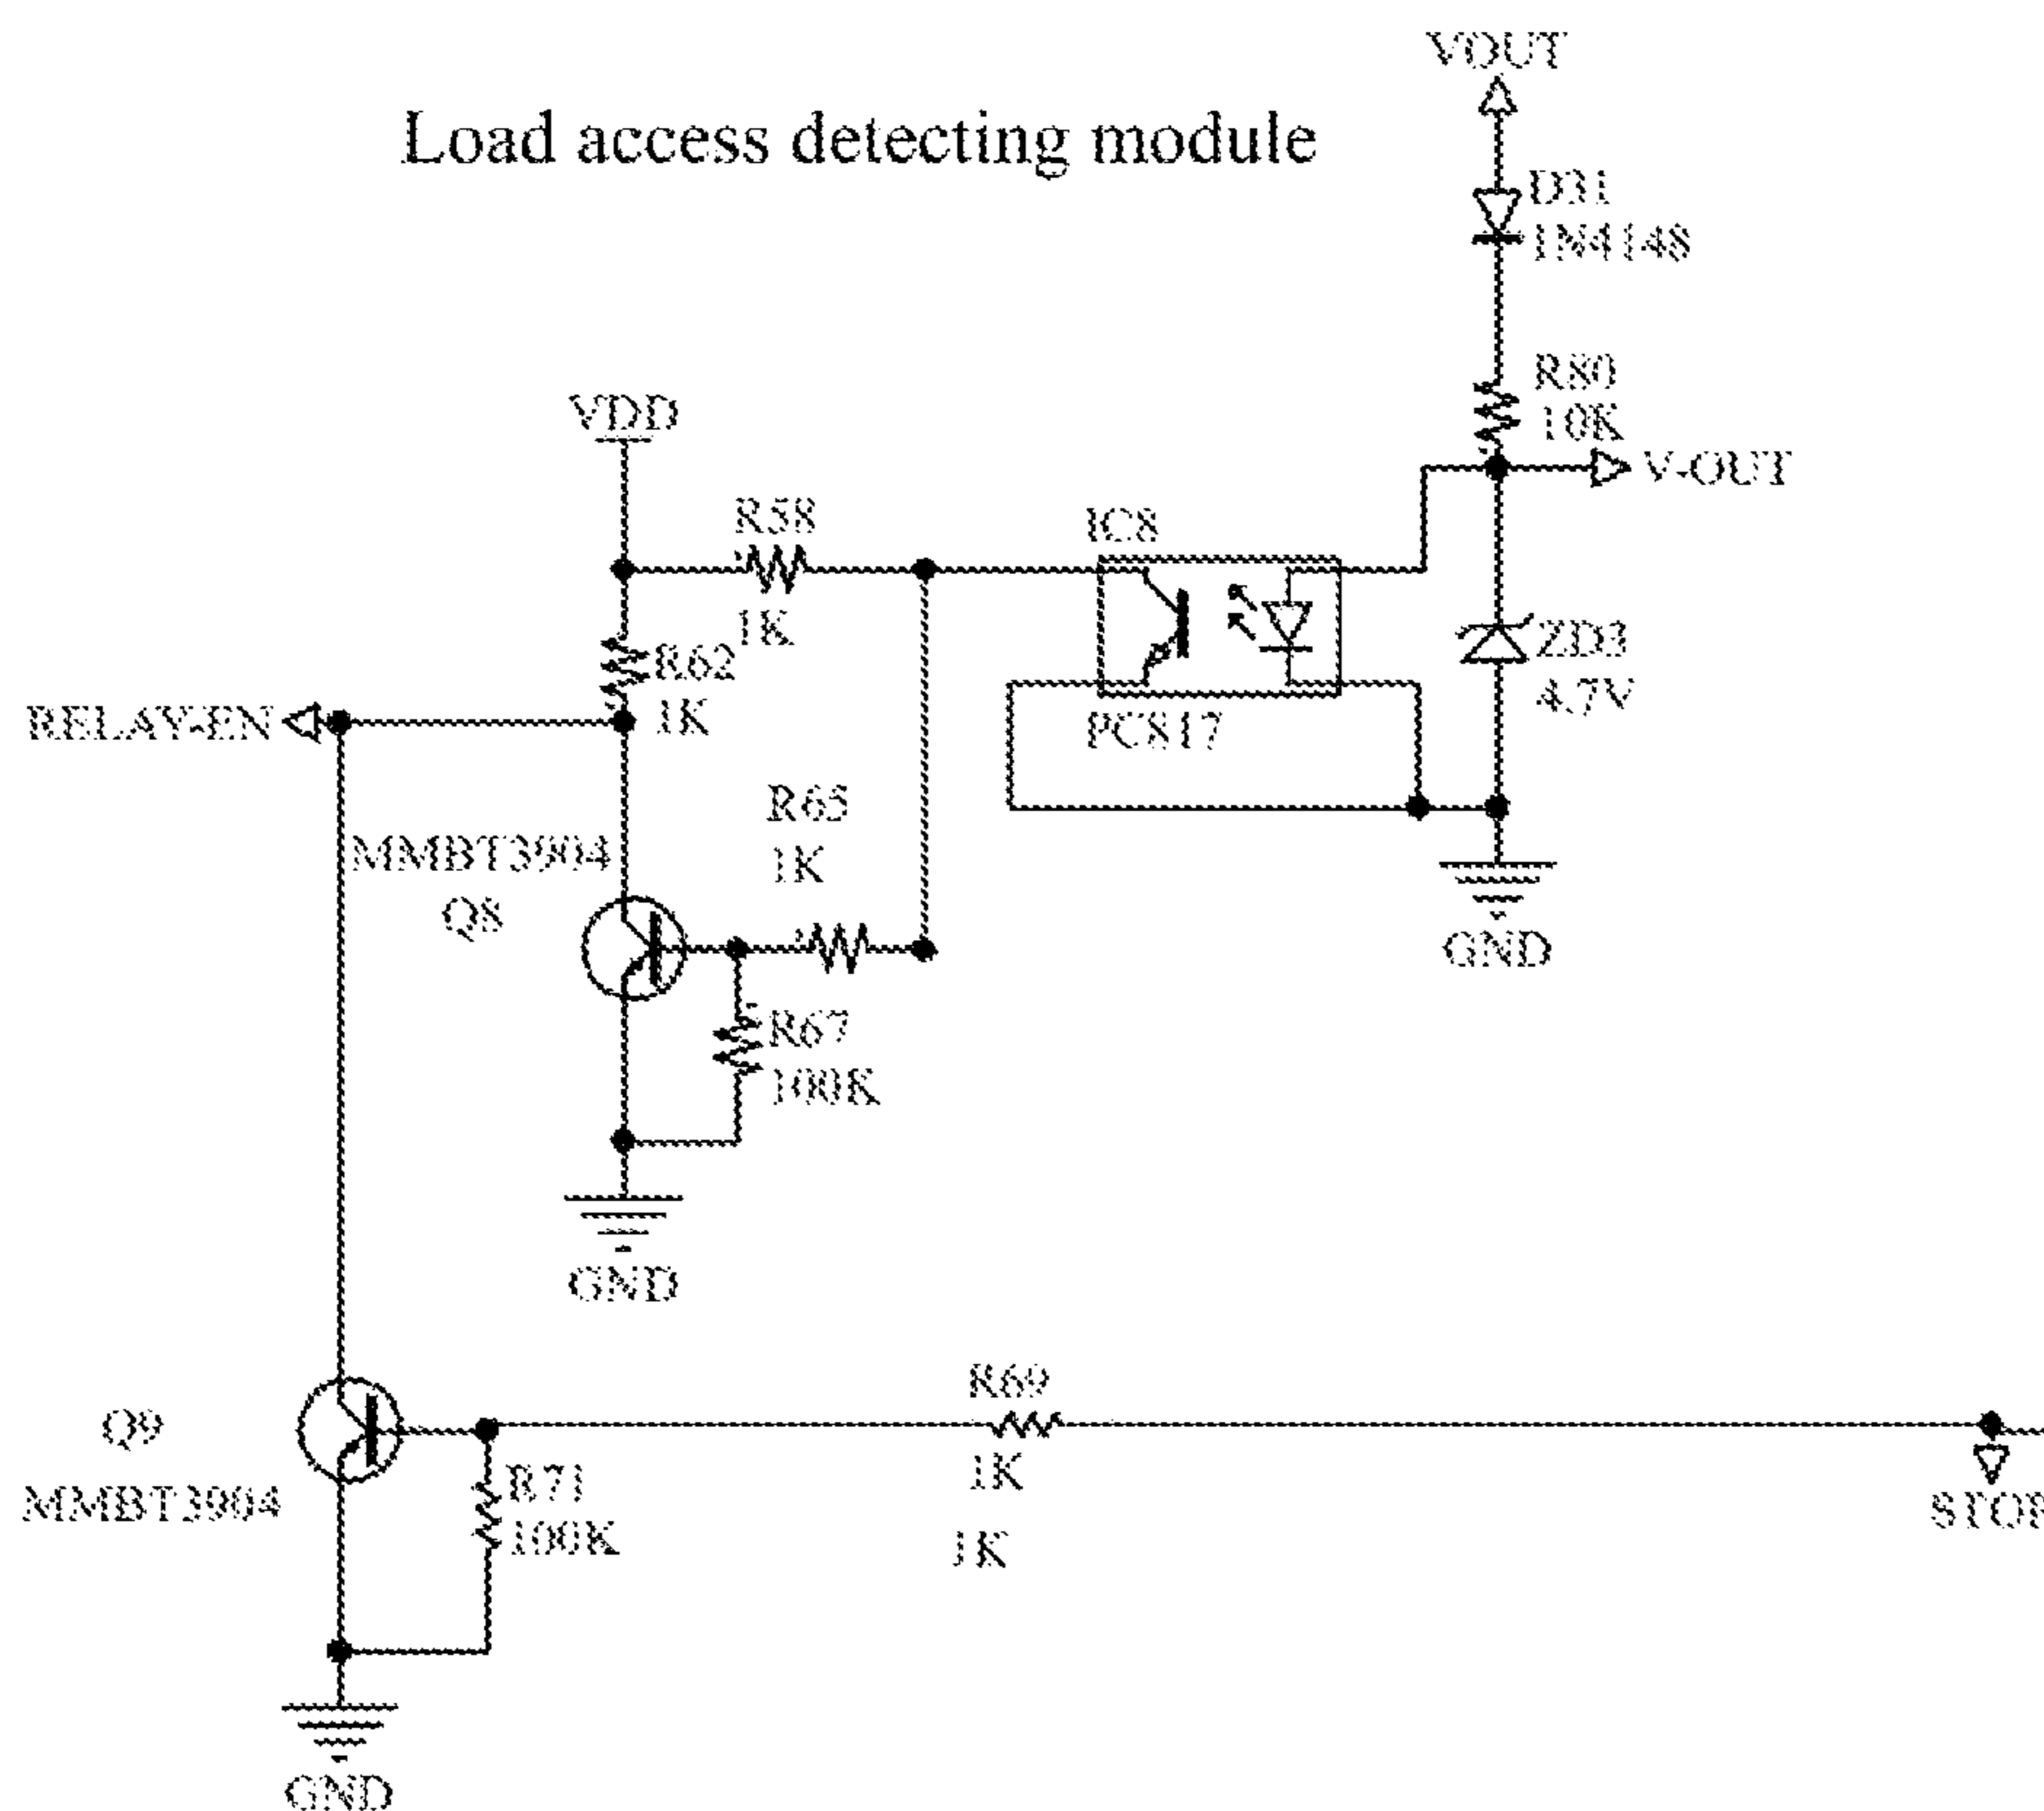 VOUT
Load access detecting module
D31
1N4148
R80
10K
VDD
V-OUT
R58
IC8
1K
R62
1K
ZD3
4.7V
RELAY-EN
PC817
R65
1K
MMBT3904
Q8
GND
R67
100K
GND
R69
Q9
1K
R71
100K
MMBT3904
STOP
1K
GND